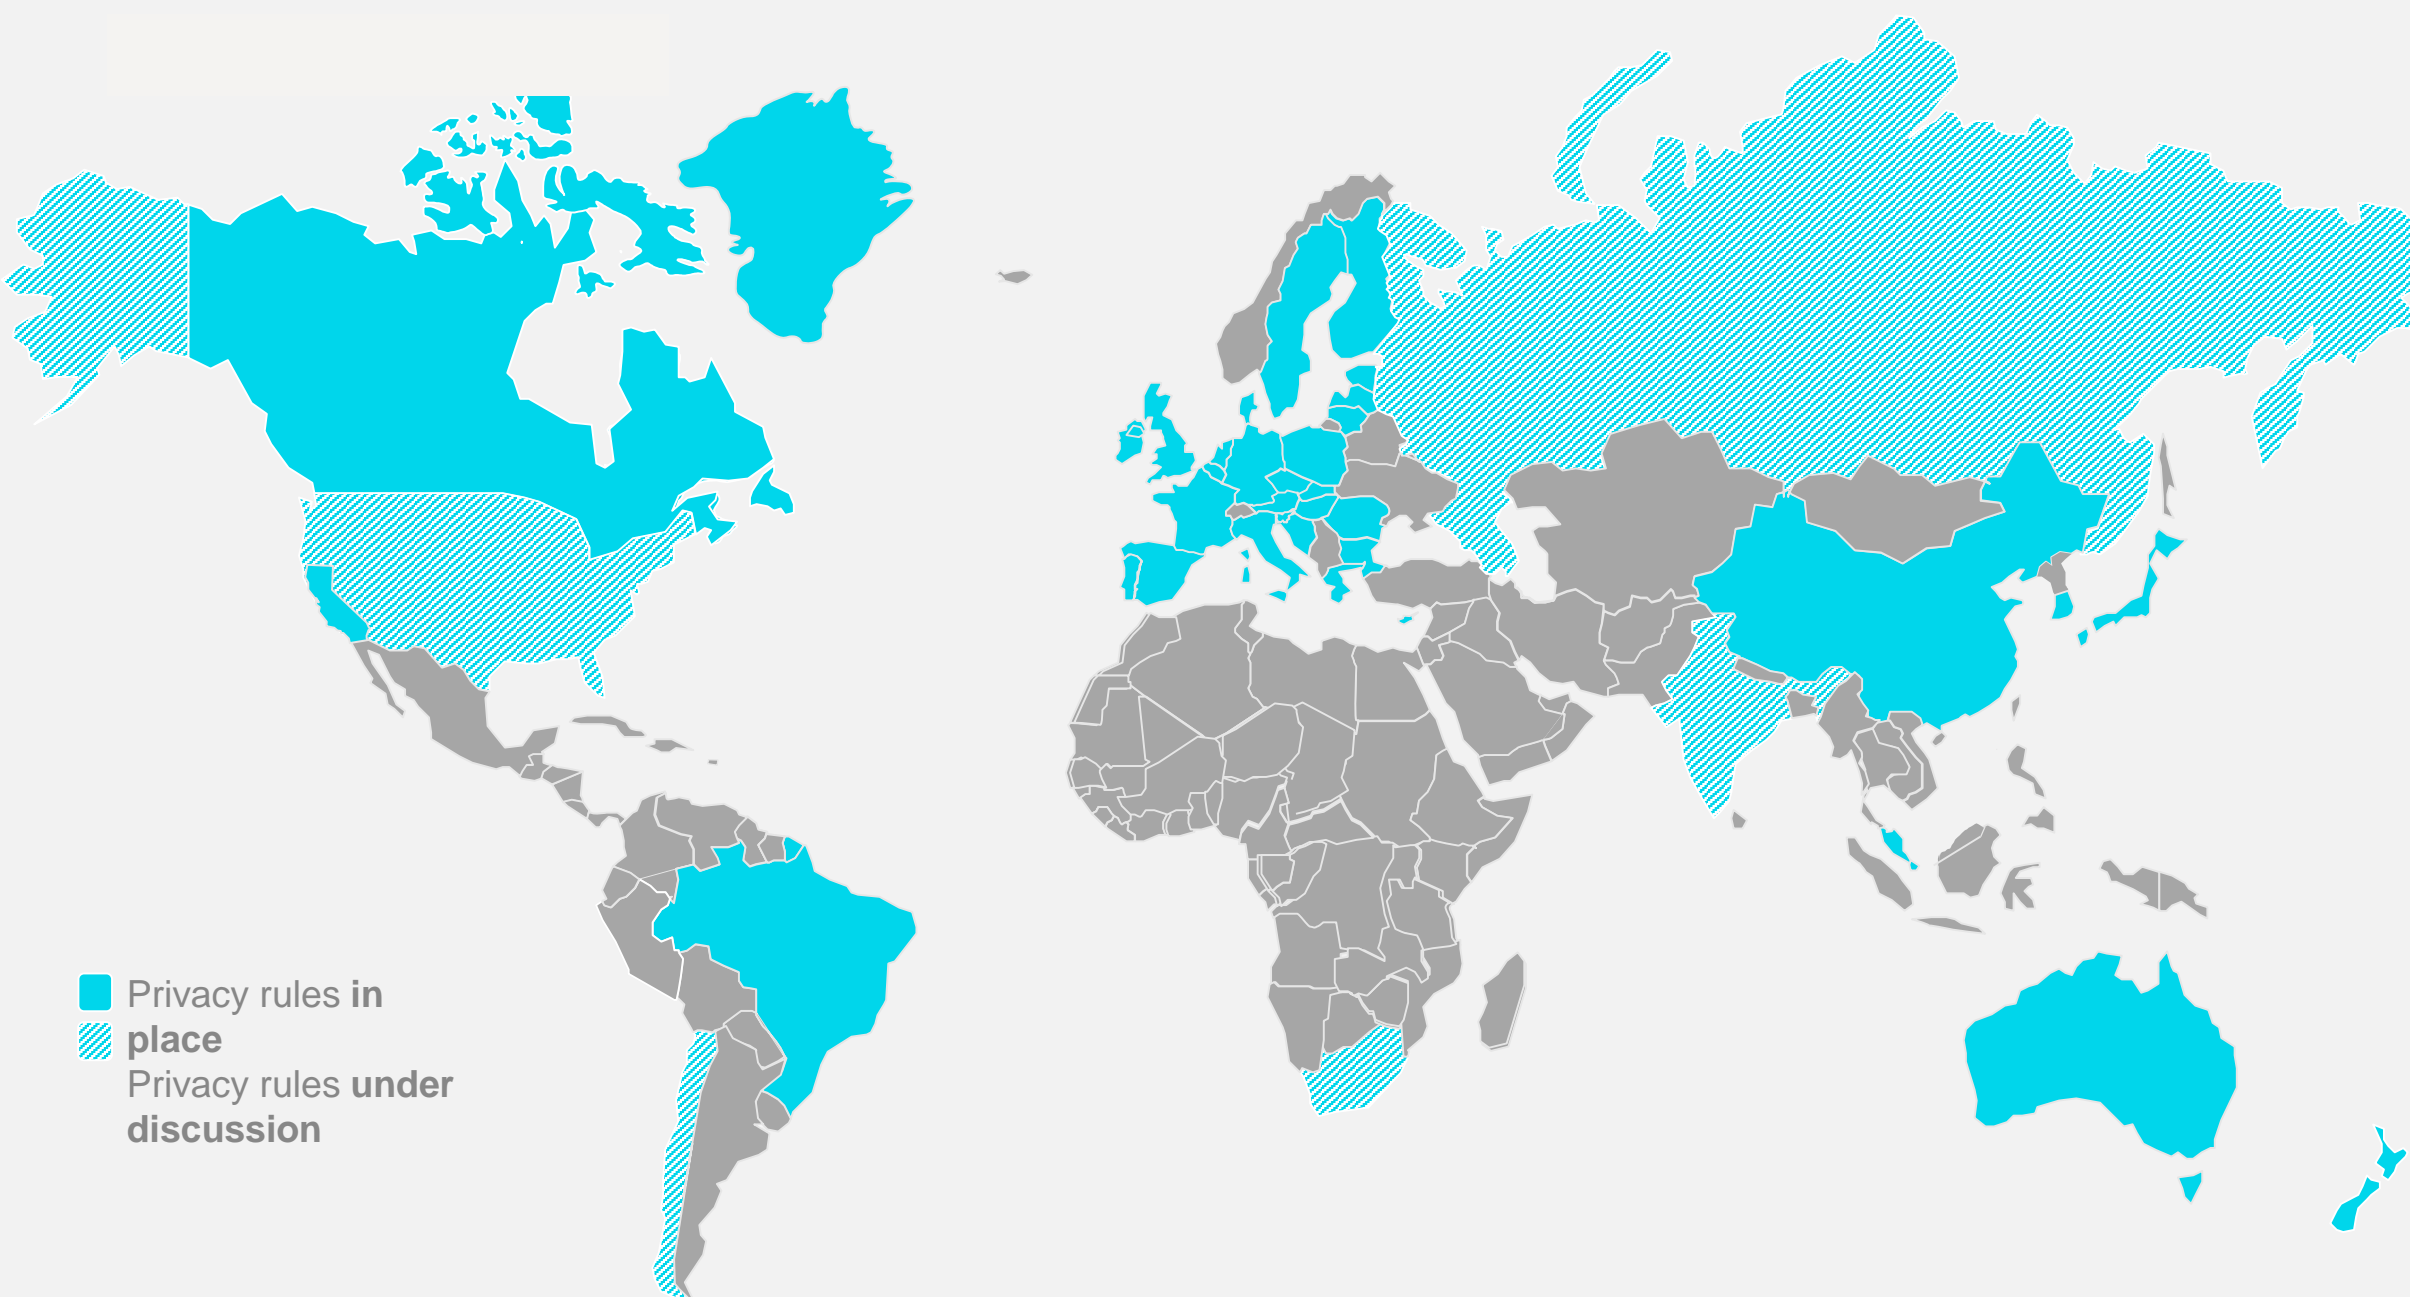 Privacy rules in
place
Privacy rules under
discussion